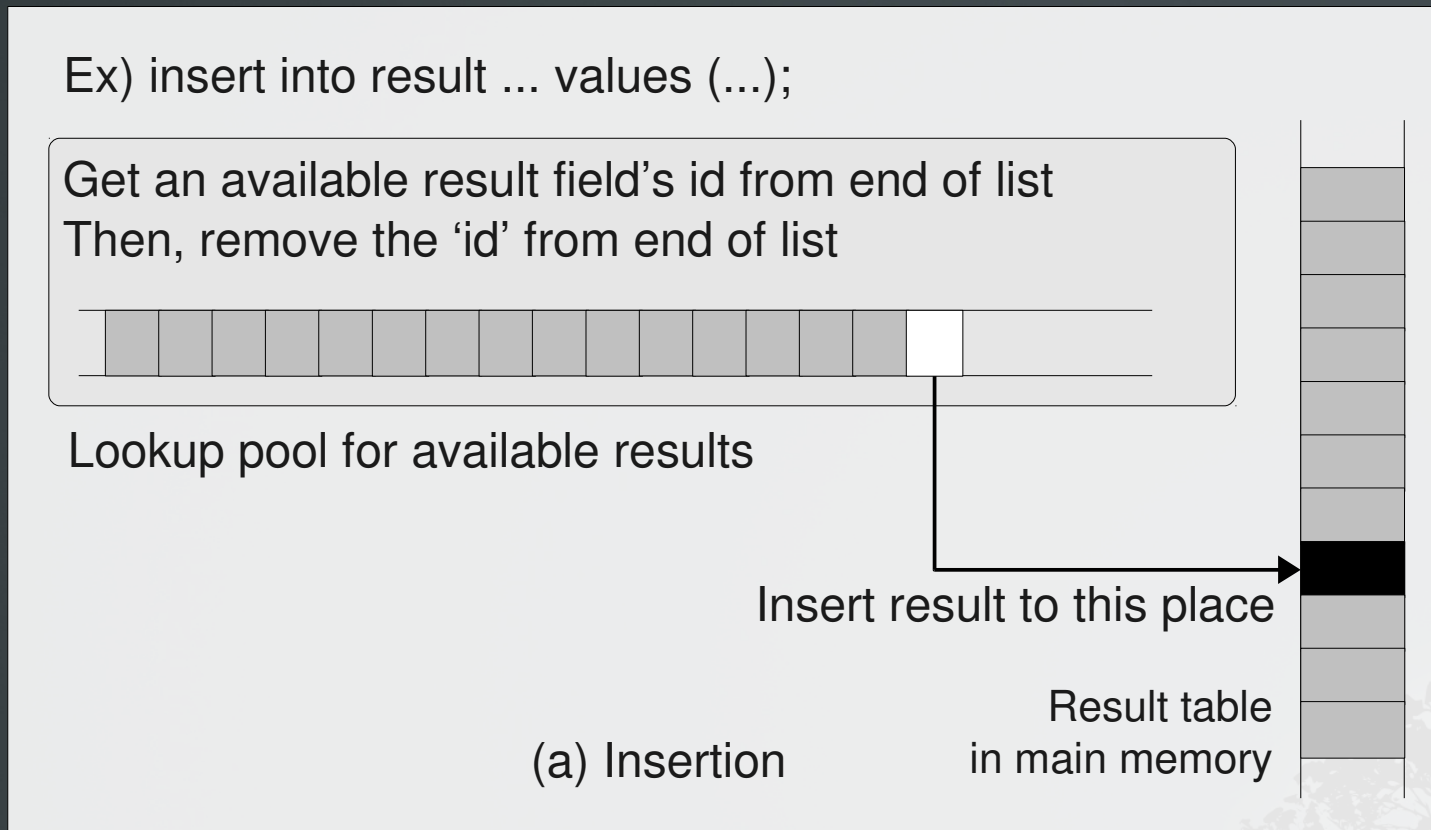 Ex) insert into result ... values (...);
Get an available result field's id from end of list
Then, remove the ‘id’ from end of list
Lookup pool for available results
Insert result to this place
Result table
in main memory
(a) Insertion